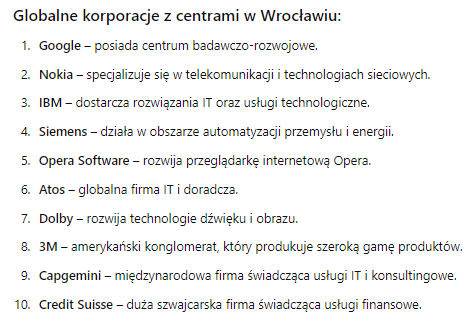 Globalne korporacje z centrami w Wrocławiu:
1. Google – posiada centrum badawczo-rozwojowe.
2. Nokia – specjalizuje się w telekomunikacji i technologiach sieciowych.
3. IBM – dostarcza rozwiązania IT oraz usługi technologiczne.
4. Siemens – działa w obszarze automatyzacji przemysłu i energii.
5. Opera Software – rozwija przeglądarkę internetową Opera.
6. Atos – globalna firma IT i doradcza.
7. Dolby – rozwija technologie dźwięku i obrazu.
8. 3M – amerykański konglomerat, który produkuje szeroką gamę produktów.
9. Capgemini – międzynarodowa firma świadcząca usługi IT i konsultingowe.
10. Credit Suisse – duża szwajcarska firma świadcząca usługi finansowe.